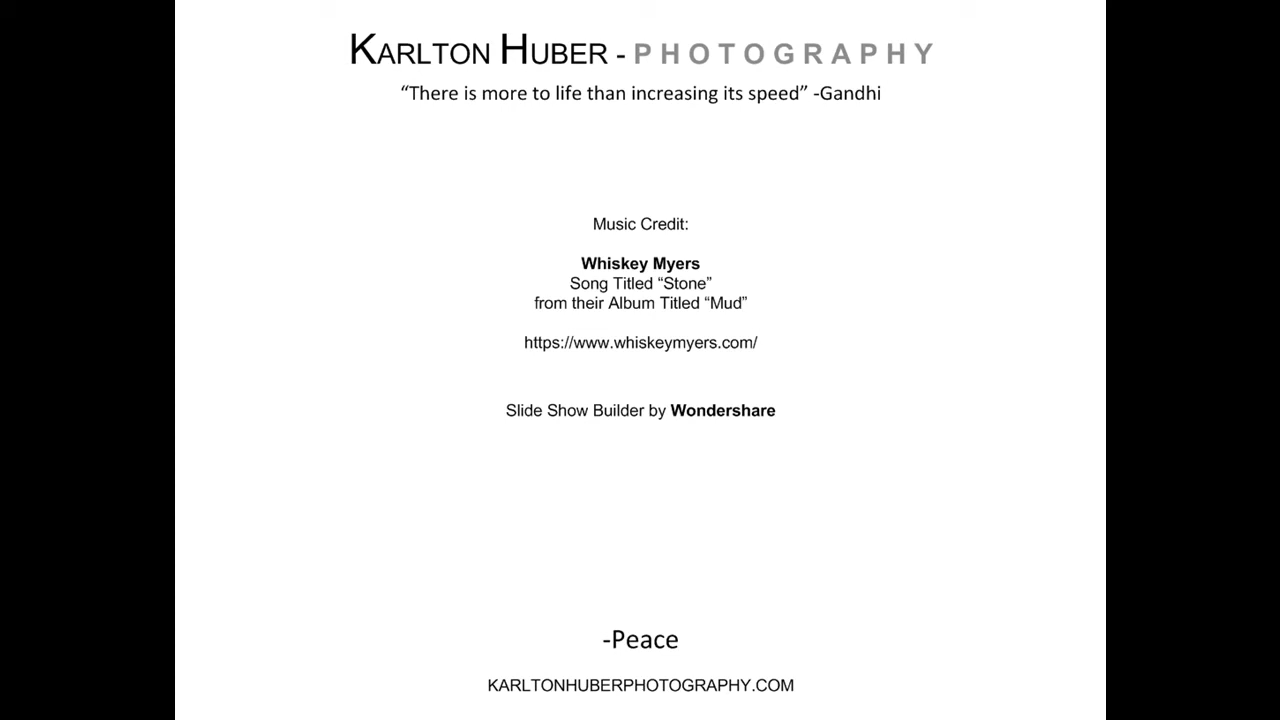 KARLTON HUBER - PHOTOGRAPHY
“There is more to life than increasing its speed” -Gandhi
Music Credit:
Whiskey Myers
Song Titled “Stone”
from their Album Titled “Mud”
https://www.whiskeymyers.com/
Slide Show Builder by Wondershare
-Peace
KARLTONHUBERPHOTOGRAPHY.COM